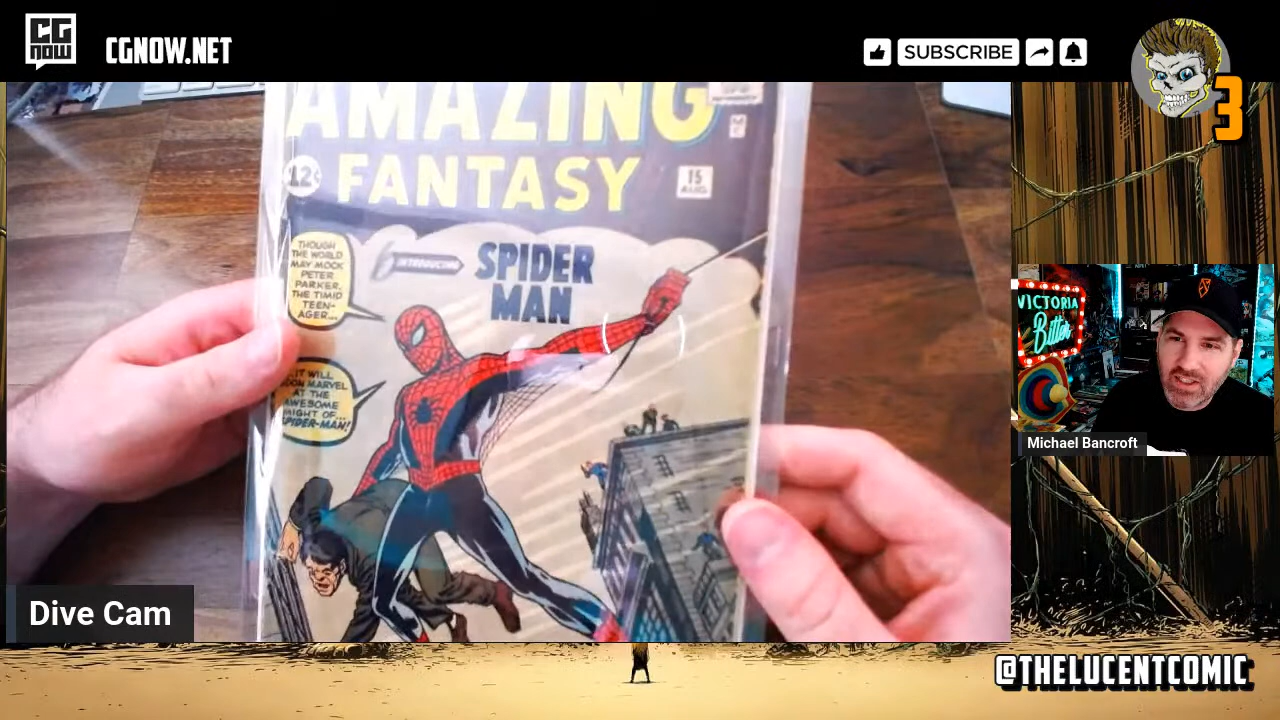 CG
NOW
CGNOW.NET
SUBSCRIBE
3
AMAZING
FANTASY
12¢
15
AUG.
THOUGH
THE WORLD
MAY MOCK
PETER
PARKER,
THE TIMID
TEEN-
AGER...
INTRODUCING
SPIDER
MAN
IT WILL
MARVEL
AT THE
AWESOME
MIGHT OF...
SPIDER-MAN!
VICTORIA
Bitter
Michael Bancroft
Dive Cam
@THELUCENTCOMIC